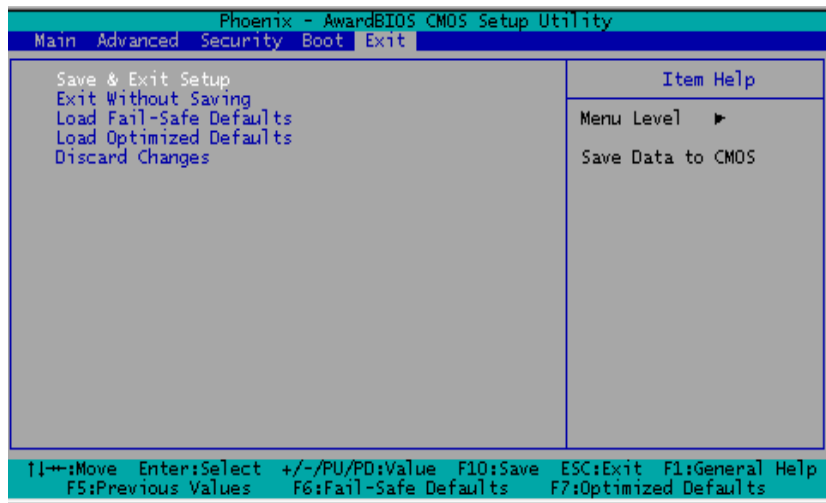 Phoenix - AwardBIOS CMOS Setup Utility
Main Advanced Security Boot Exit
Save & Exit Setup
Exit Without Saving
Load Fail-Safe Defaults
Load Optimized Defaults
Discard Changes
Item Help
Menu Level ►
Save Data to CMOS
↑↓→←:Move Enter:Select +/-/PU/PD:Value F10:Save ESC:Exit F1:General Help
F5:Previous Values F6:Fail-Safe Defaults F7:Optimized Defaults